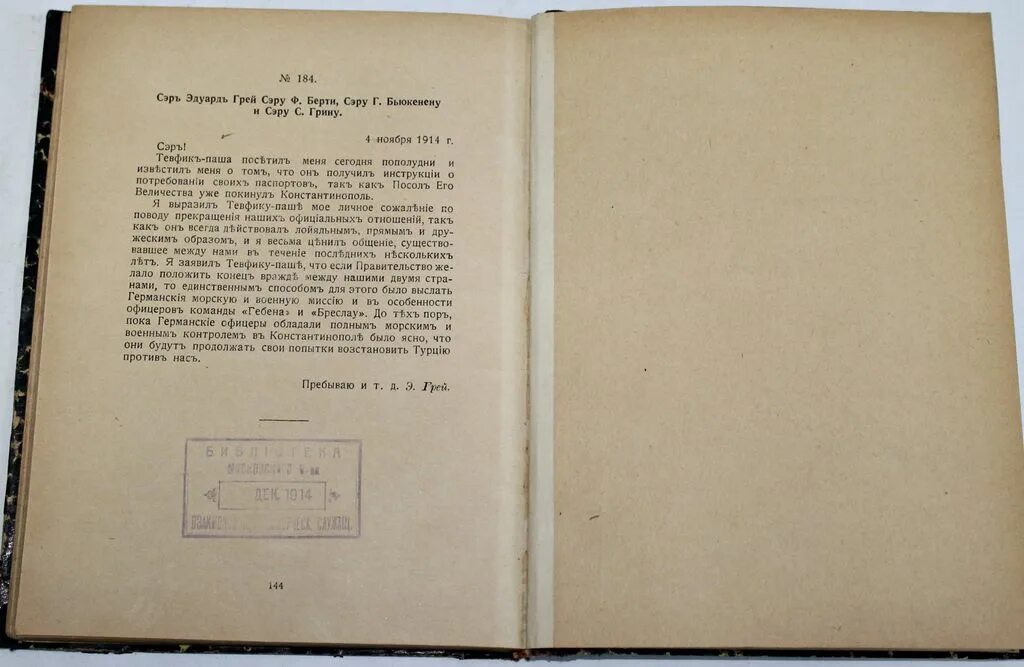 № 184.
Сэръ Эдуардъ Грей Сэру Ф. Берти, Сэру Г. Бьюкенену
и Сэру С. Грину.
4 ноября 1914 г.
Сэръ!
Тевфикъ-паша посѣтилъ меня сегодня пополудни и
извѣстилъ меня о томъ, что онъ получилъ инструкціи о
потребованіи своихъ паспортовъ, такъ какъ Посолъ Его
Величества уже покинулъ Константинополь.
Я выразилъ Тевфику-пашѣ мое личное сожалѣніе по
поводу прекращенія нашихъ офиціальныхъ отношеній, такъ
какъ онъ всегда дѣйствовалъ лойяльнымъ, прямымъ и дру-
жескимъ образомъ, и я весьма цѣнилъ общеніе, существо-
вавшее между нами въ теченіе послѣднихъ нѣсколькихъ
лѣтъ. Я заявилъ Тевфику-пашѣ, что если Правительство же-
лало положить конецъ враждѣ между нашими двумя стра-
нами, то единственнымъ способомъ для этого было выслать
Германскія морскую и военную миссію и въ особенности
офицеровъ команды «Гебена» и «Бреслау». До тѣхъ поръ,
пока Германскіе офицеры обладали полнымъ морскимъ и
военнымъ контролемъ въ Константинополѣ было ясно, что
они будутъ продолжать свои попытки возстановить Турцію
противъ насъ.
Пребываю и т. д. Э. Грей.
БИБЛІОТЕКА
ДЕК. 1914
144